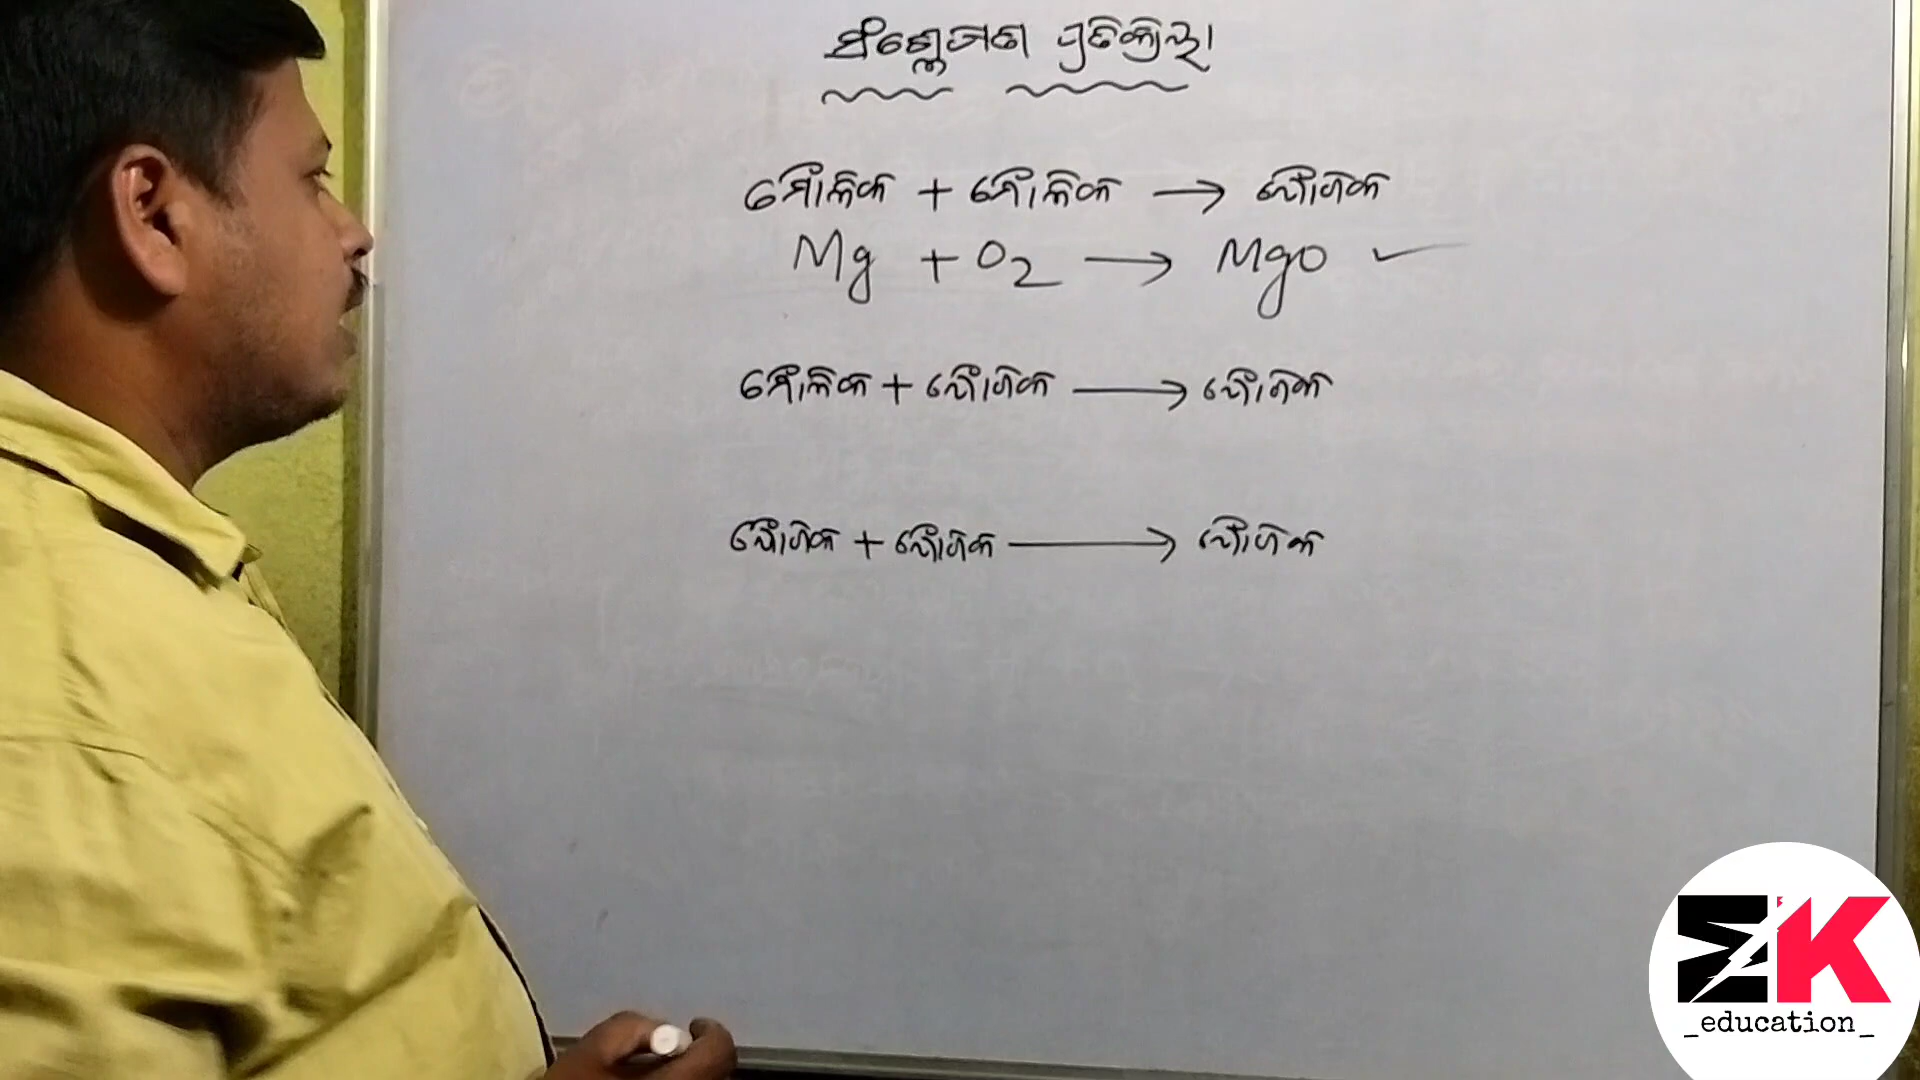 ସଂଶ୍ଳେଷଣ ପ୍ରତିକ୍ରିୟା
ମୌଳିକ + ମୌଳିକ → ଯୌଗିକ
Mg + O2 → MgO ✓
ମୌଳିକ + ଯୌଗିକ → ଯୌଗିକ
ଯୌଗିକ + ଯୌଗିକ → ଯୌଗିକ
EK
_education_